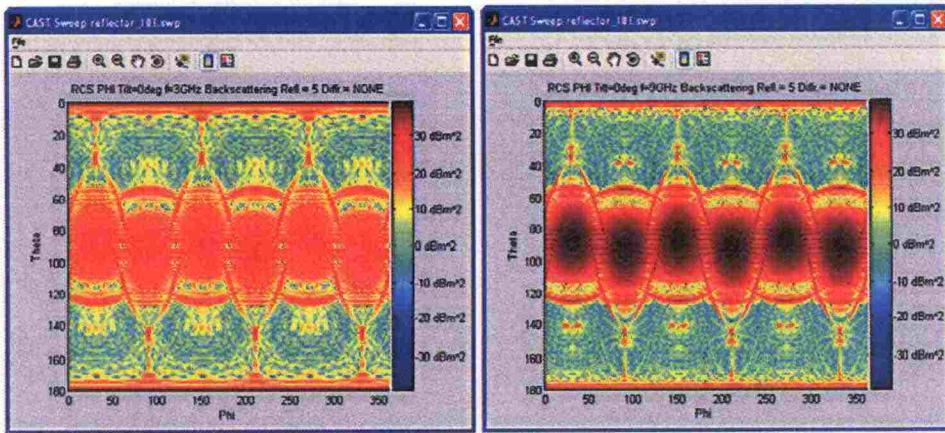 CAST Sweep reflector_101.swp
File
RCS PHI Tilt=0deg f=3GHz Backscattering Refl.= 5 Difr.= NONE
0
20
40
60
80
100
120
140
160
180
Theta
0 50 100 150 200 250 300 350
Phi
30 dBm^2
20 dBm^2
10 dBm^2
0 dBm^2
-10 dBm^2
-20 dBm^2
-30 dBm^2
CAST Sweep reflector_101.swp
File
RCS PHI Tilt=0deg f=9GHz Backscattering Refl.= 5 Difr.= NONE
0
20
40
60
80
100
120
140
160
180
Theta
0 50 100 150 200 250 300 350
Phi
30 dBm^2
20 dBm^2
10 dBm^2
0 dBm^2
-10 dBm^2
-20 dBm^2
-30 dBm^2